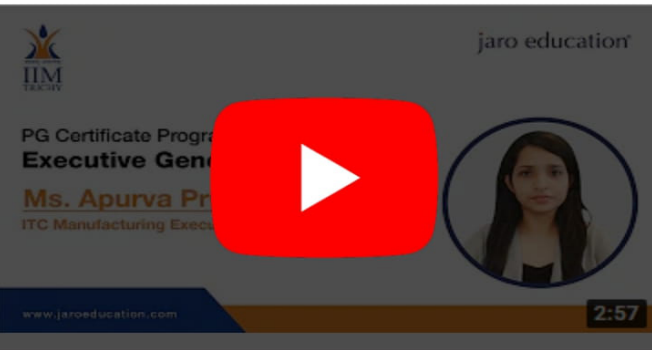 IIM
TRICHY
jaro education
PG Certificate Progra
Executive Gene
Ms. Apurva Pr
ITC Manufacturing Execu
www.jaroeducation.com
2:57